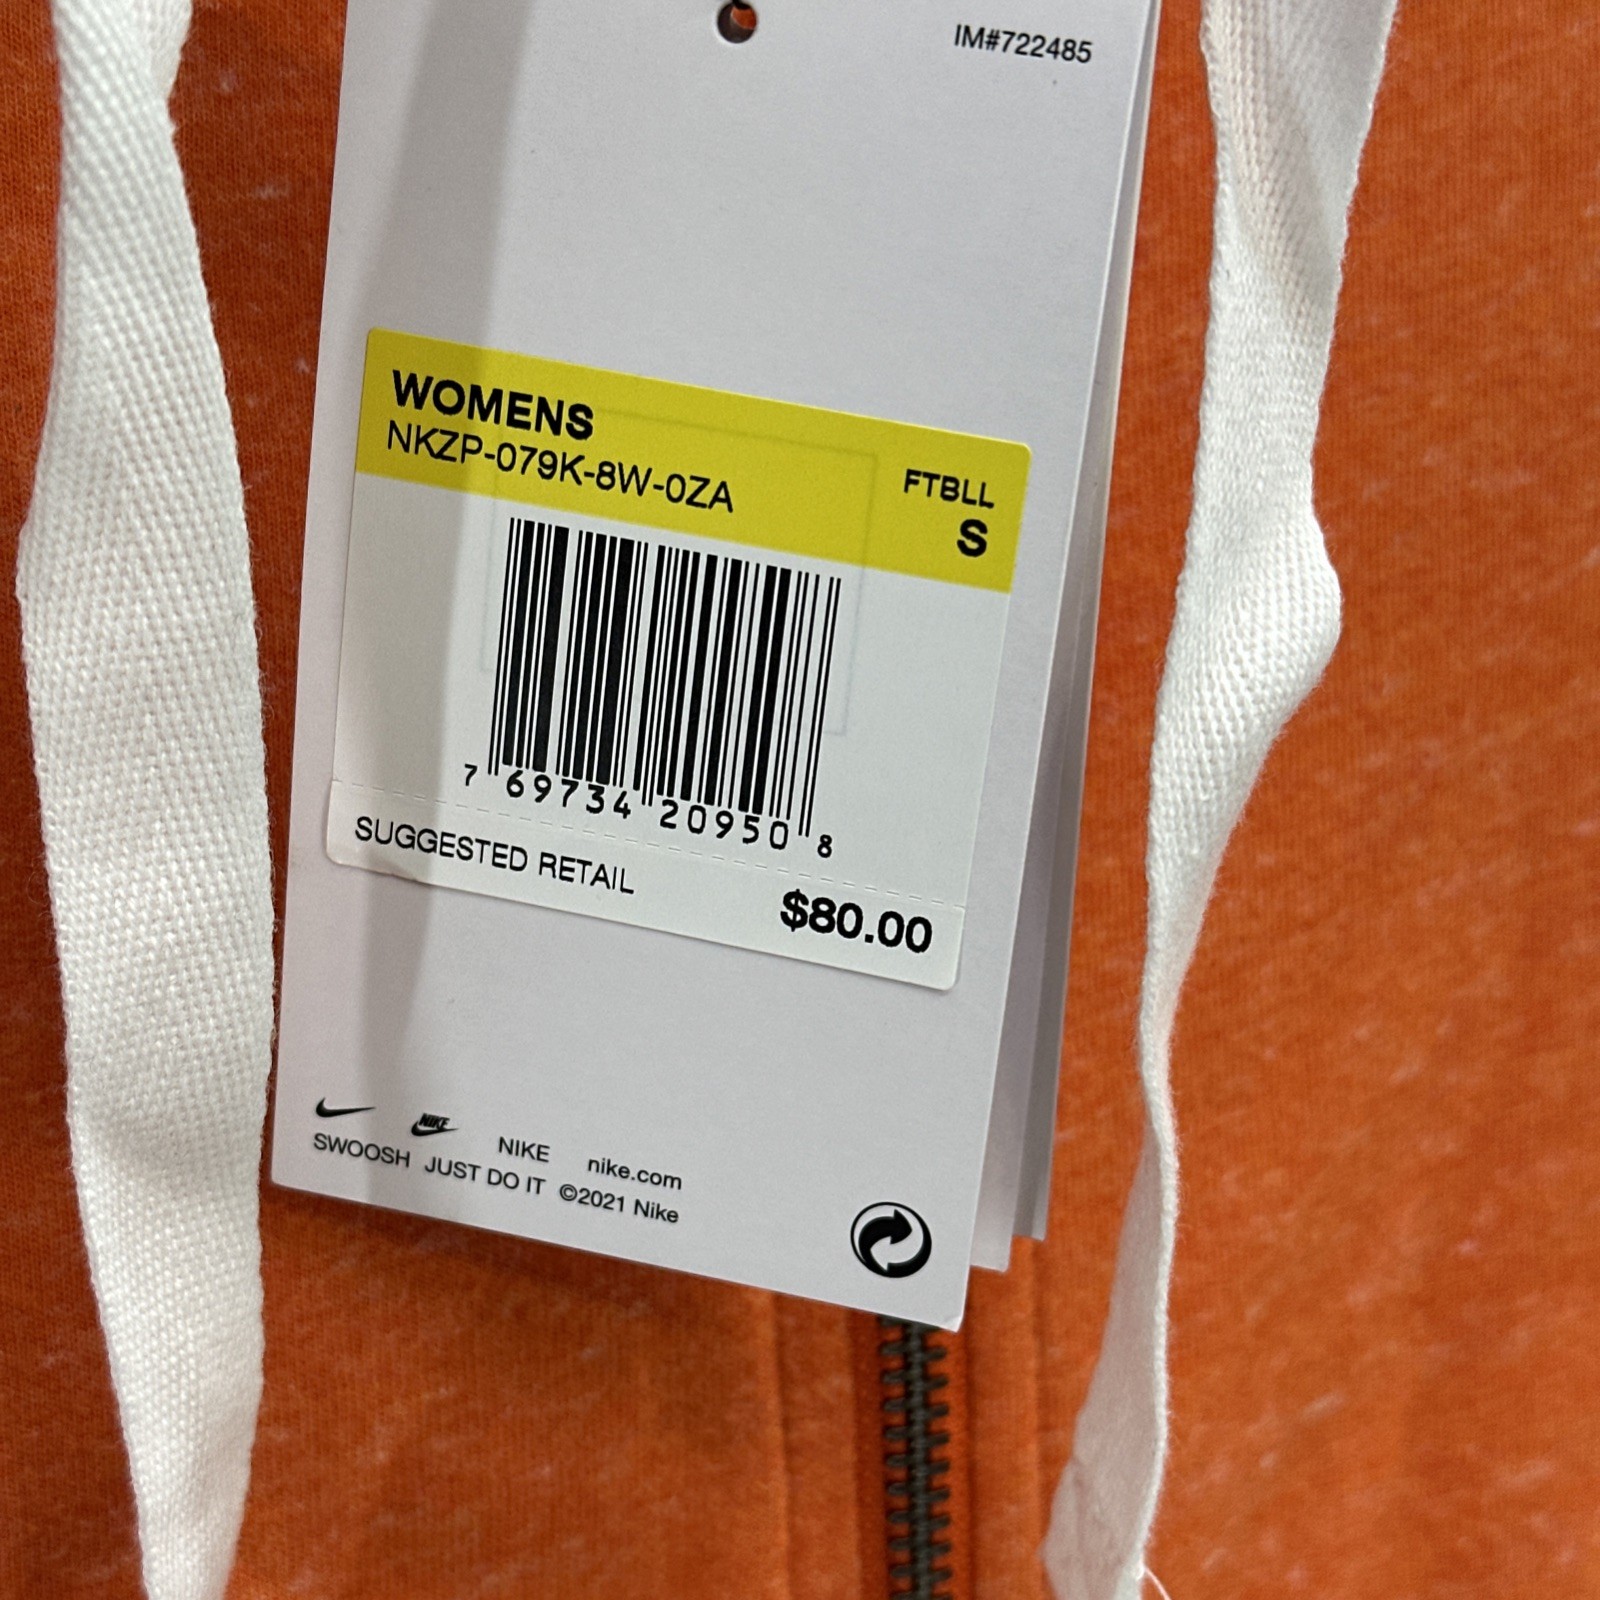 IM#722485
WOMENS
NKZP-079K-8W-0ZA
FTBLL
S
7 69734 20950 8
SUGGESTED RETAIL
$80.00
NIKE
NIKE nike.com
SWOOSH JUST DO IT ©2021 Nike